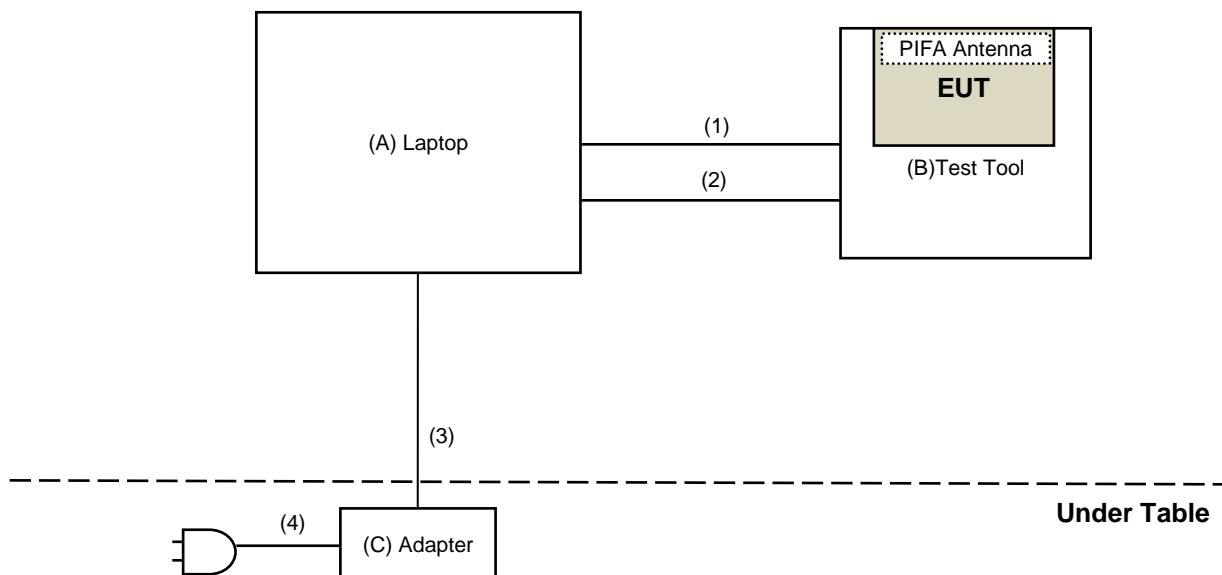 PIFA Antenna
EUT
(A) Laptop
(1)
(B)Test Tool
(2)
(3)
Under Table
(4)
(C) Adapter